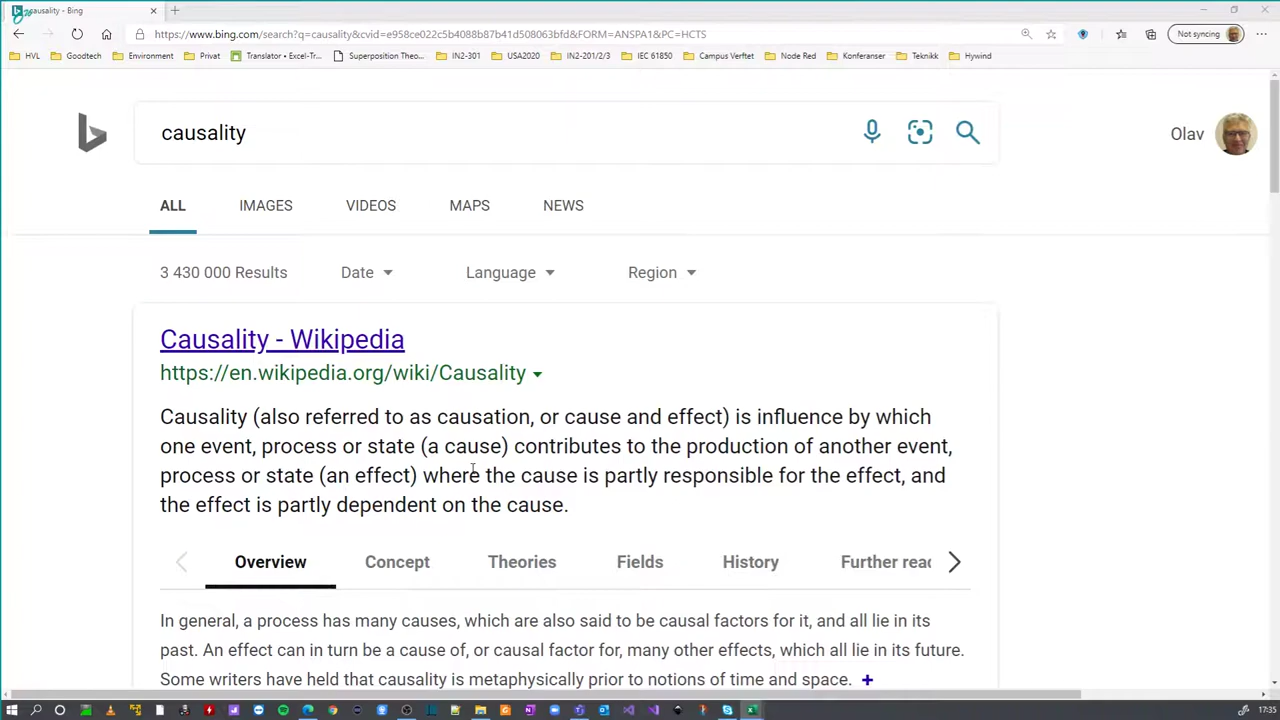 causality - Bing
https://www.bing.com/search?q=causality&cvid=e958ce022c5b4088b87b41d508063bfd&FORM=ANSPA1&PC=HCTS
Not syncing
HVL Goodtech Environment Privat Translator - Excel-Tr... Superposition Theo... IN2-301 USA2020 IN2-201/2/3 IEC 61850 Campus Verftet Node Red Konferanser Teknikk Hywind
causality
Olav
ALL IMAGES VIDEOS MAPS NEWS
3 430 000 Results Date Language Region
Causality - Wikipedia
https://en.wikipedia.org/wiki/Causality
Causality (also referred to as causation, or cause and effect) is influence by which
one event, process or state (a cause) contributes to the production of another event,
process or state (an effect) where the cause is partly responsible for the effect, and
the effect is partly dependent on the cause.
Overview Concept Theories Fields History Further read
In general, a process has many causes, which are also said to be causal factors for it, and all lie in its
past. An effect can in turn be a cause of, or causal factor for, many other effects, which all lie in its future.
Some writers have held that causality is metaphysically prior to notions of time and space. +
17:35